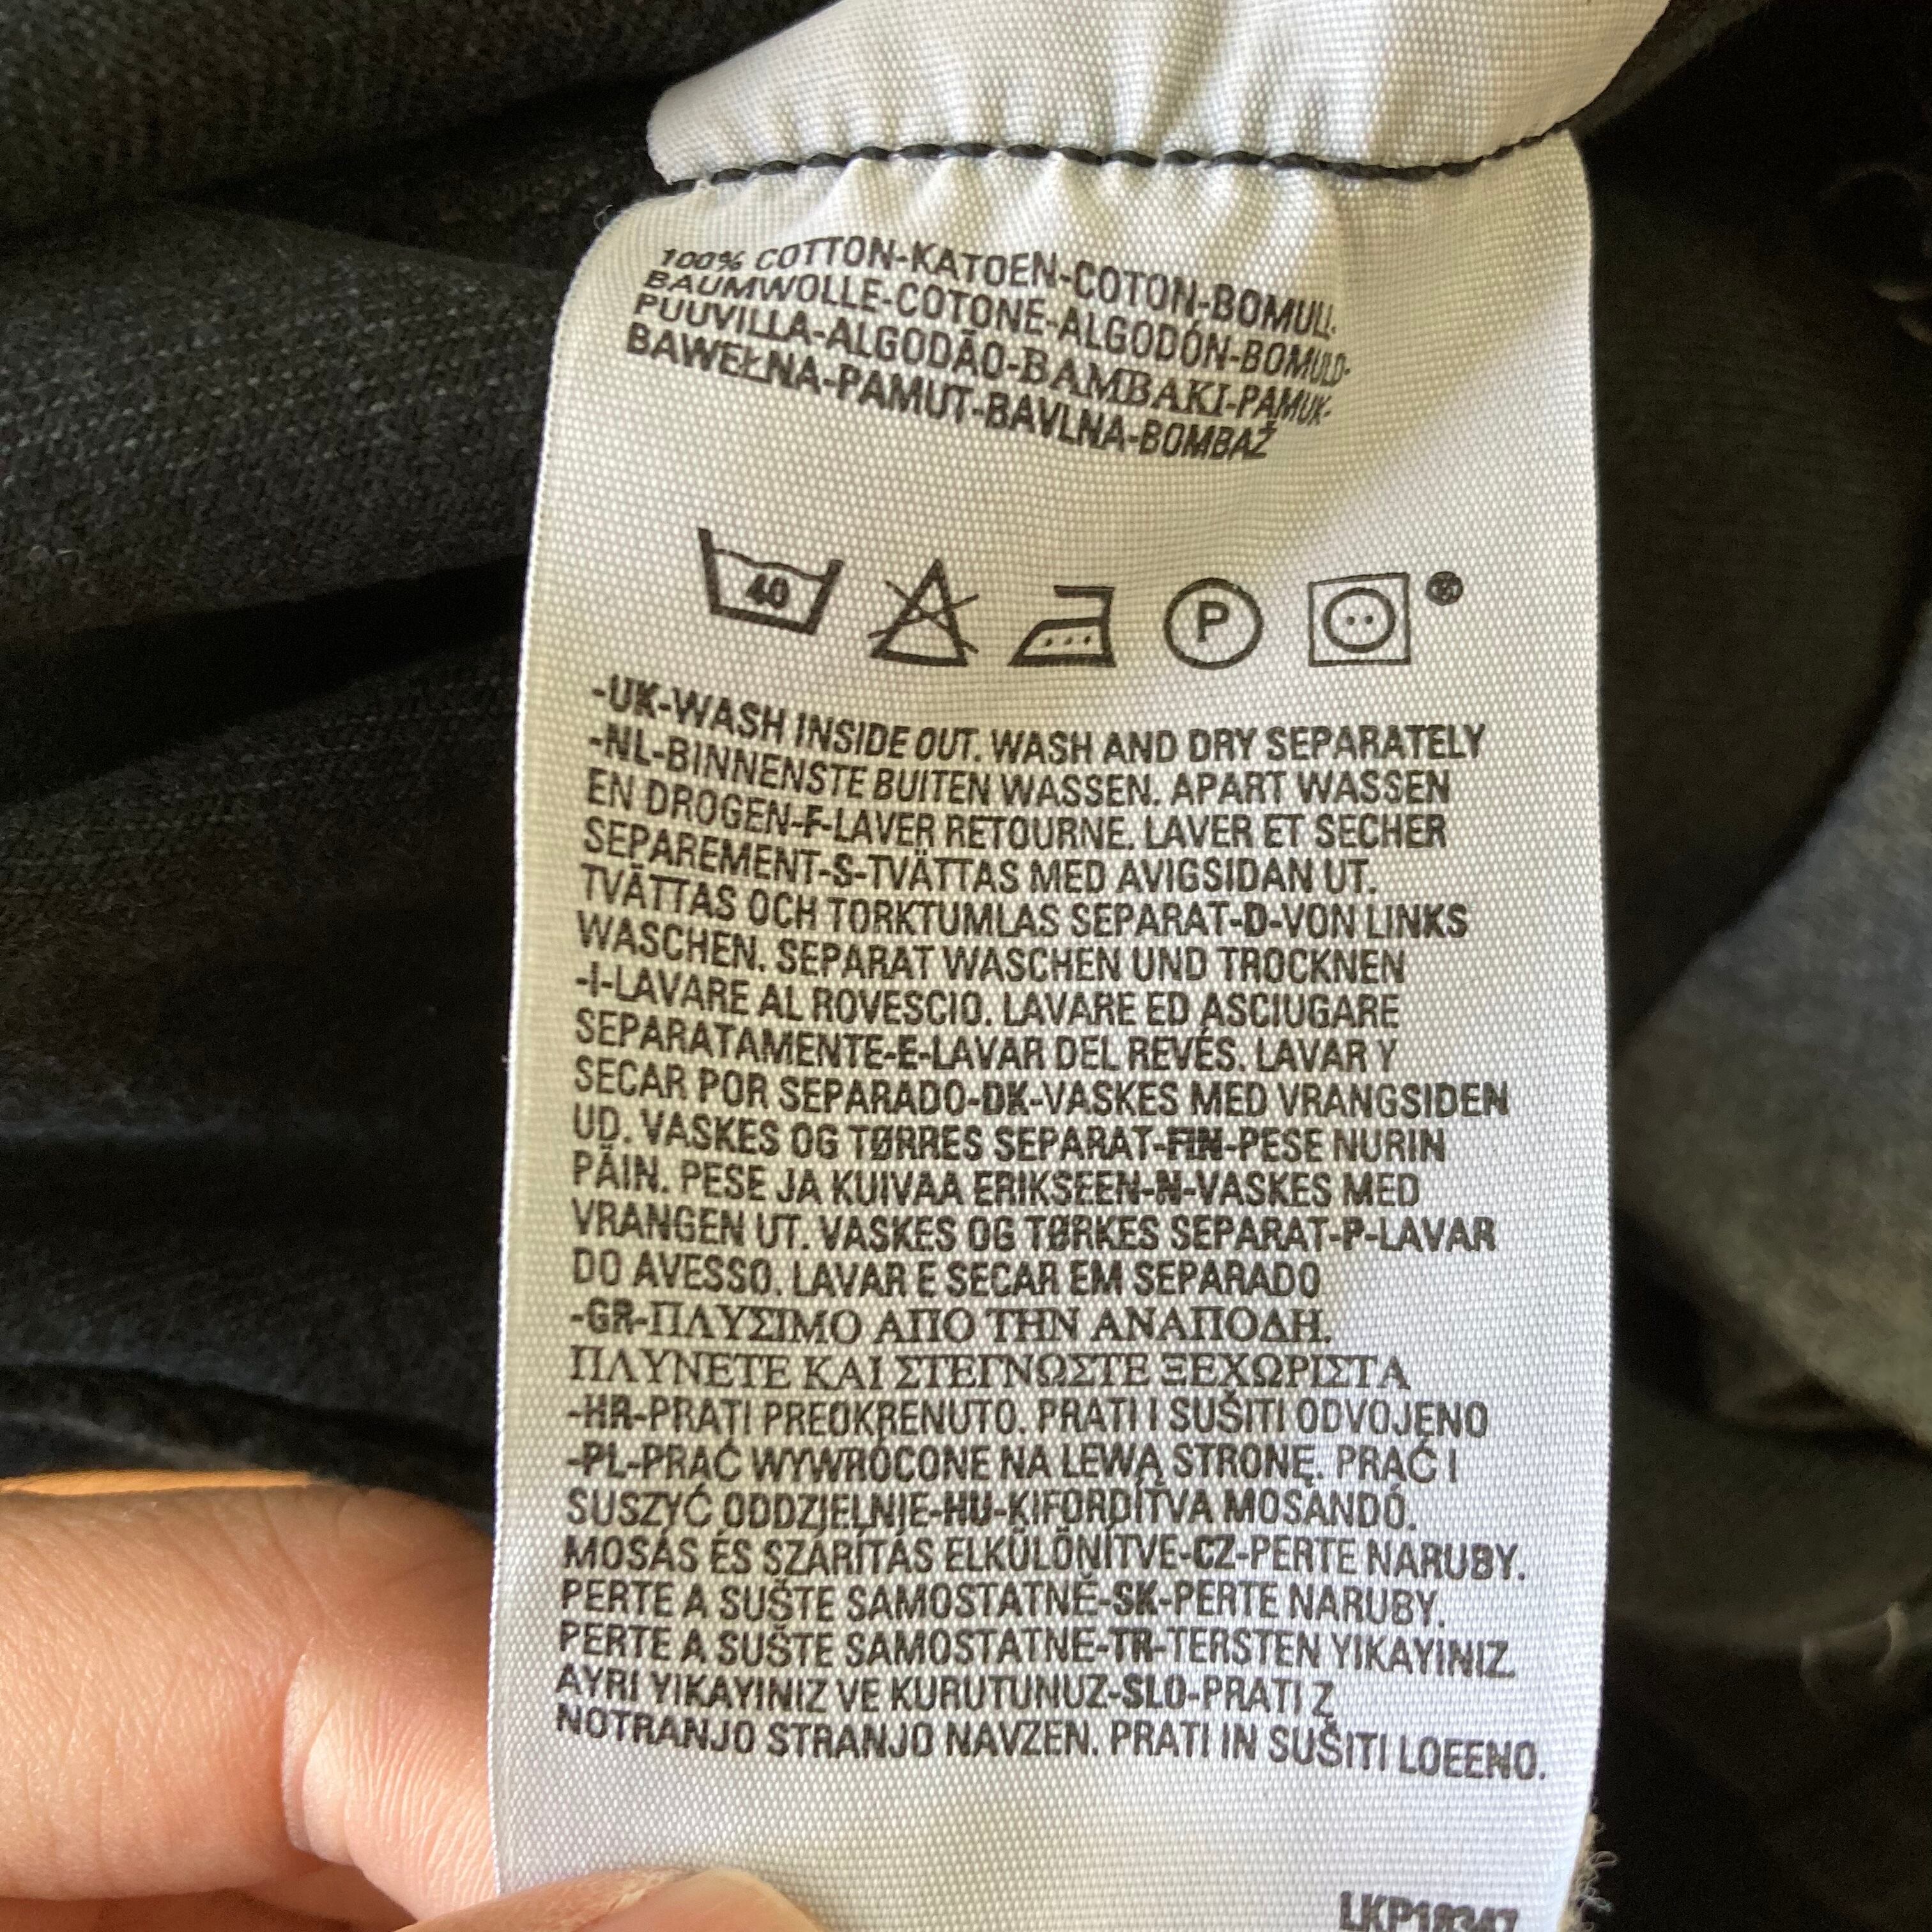 100% COTTON-KATOEN-COTON-BOMULL-
BAUMWOLLE-COTONE-ALGODÓN-BOMULD-
PUUVILLA-ALGODÃO-BAMBAKI-PAMUK-
BAWEŁNA-PAMUT-BAVLNA-BOMBAŽ
40 P ®
-UK-WASH INSIDE OUT. WASH AND DRY SEPARATELY
-NL-BINNENSTE BUITEN WASSEN. APART WASSEN
EN DROGEN-F-LAVER RETOURNE. LAVER ET SECHER
SEPAREMENT-S-TVÄTTAS MED AVIGSIDAN UT.
TVÄTTAS OCH TORKTUMLAS SEPARAT-D-VON LINKS
WASCHEN. SEPARAT WASCHEN UND TROCKNEN
-I-LAVARE AL ROVESCIO. LAVARE ED ASCIUGARE
SEPARATAMENTE-E-LAVAR DEL REVÉS. LAVAR Y
SECAR POR SEPARADO-DK-VASKES MED VRANGSIDEN
UD. VASKES OG TØRRES SEPARAT-FIN-PESE NURIN
PÄIN. PESE JA KUIVAA ERIKSEEN-N-VASKES MED
VRANGEN UT. VASKES OG TØRKES SEPARAT-P-LAVAR
DO AVESSO. LAVAR E SECAR EM SEPARADO
-GR-ΠΛΥΣΙΜΟ ΑΠΟ ΤΗΝ ΑΝΑΠΟΔΗ.
ΠΛΥΝΕΤΕ ΚΑΙ ΣΤΕΓΝΩΣΤΕ ΞΕΧΩΡΙΣΤΑ
-HR-PRATI PREOKRENUTO. PRATI I SUŠITI ODVOJENO
-PL-PRAĆ WYWRÓCONE NA LEWĄ STRONĘ. PRAĆ I
SUSZYĆ ODDZIELNIE-HU-KIFORDÍTVA MOSANDÓ.
MOSÁS ÉS SZÁRÍTÁS ELKÜLÖNÍTVE-CZ-PERTE NARUBY.
PERTE A SUŠTE SAMOSTATNĚ-SK-PERTE NARUBY.
PERTE A SUŠTE SAMOSTATNE-TR-TERSTEN YIKAYINIZ
AYRI YIKAYINIZ VE KURUTUNUZ-SLO-PRATI Z
NOTRANJO STRANJO NAVZEN. PRATI IN SUŠITI LOEENO.
LKP18347